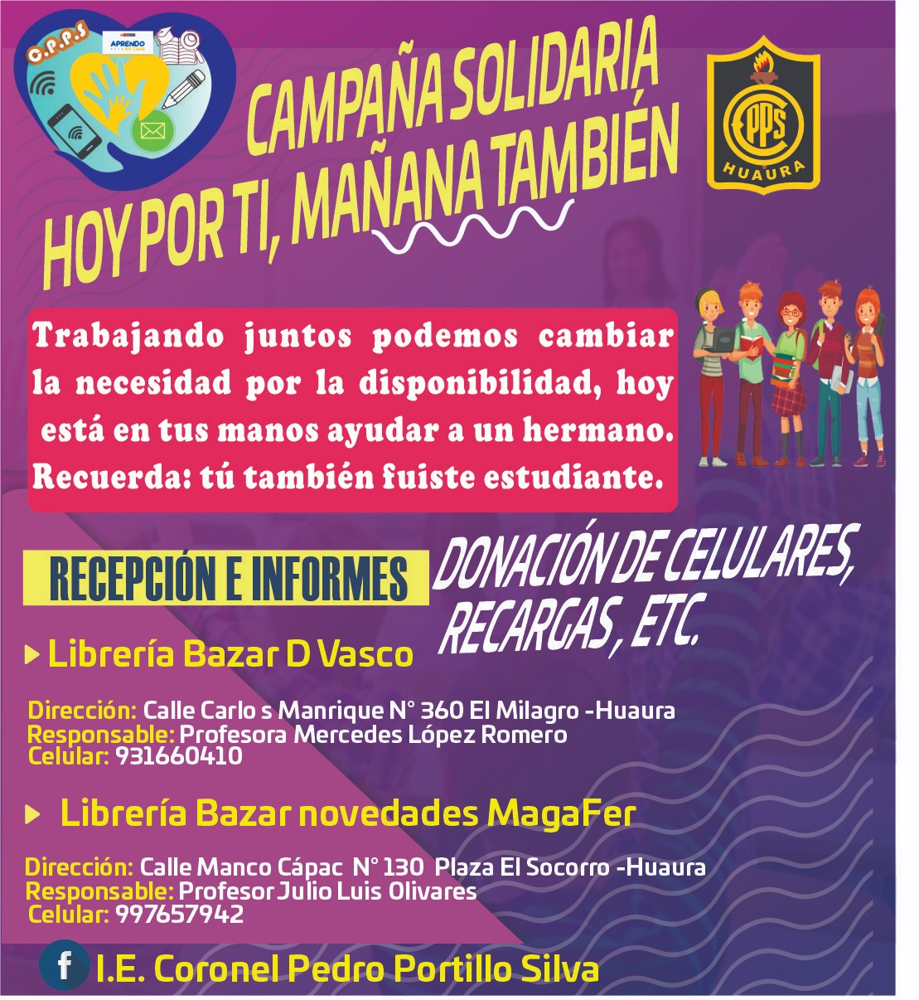 C.P.P.S
APRENDO
en casa
CAMPAÑA SOLIDARIA
HOY POR TI, MAÑANA TAMBIÉN
CPPS
HUAURA
Trabajando juntos podemos cambiar
la necesidad por la disponibilidad, hoy
está en tus manos ayudar a un hermano.
Recuerda: tú también fuiste estudiante.
RECEPCIÓN E INFORMES
DONACIÓN DE CELULARES,
RECARGAS, ETC.
Librería Bazar D Vasco
Dirección: Calle Carlo s Manrique N° 360 El Milagro -Huaura
Responsable: Profesora Mercedes López Romero
Celular: 931660410
Librería Bazar novedades MagaFer
Dirección: Calle Manco Cápac N° 130 Plaza El Socorro -Huaura
Responsable: Profesor Julio Luis Olivares
Celular: 997657942
f I.E. Coronel Pedro Portillo Silva